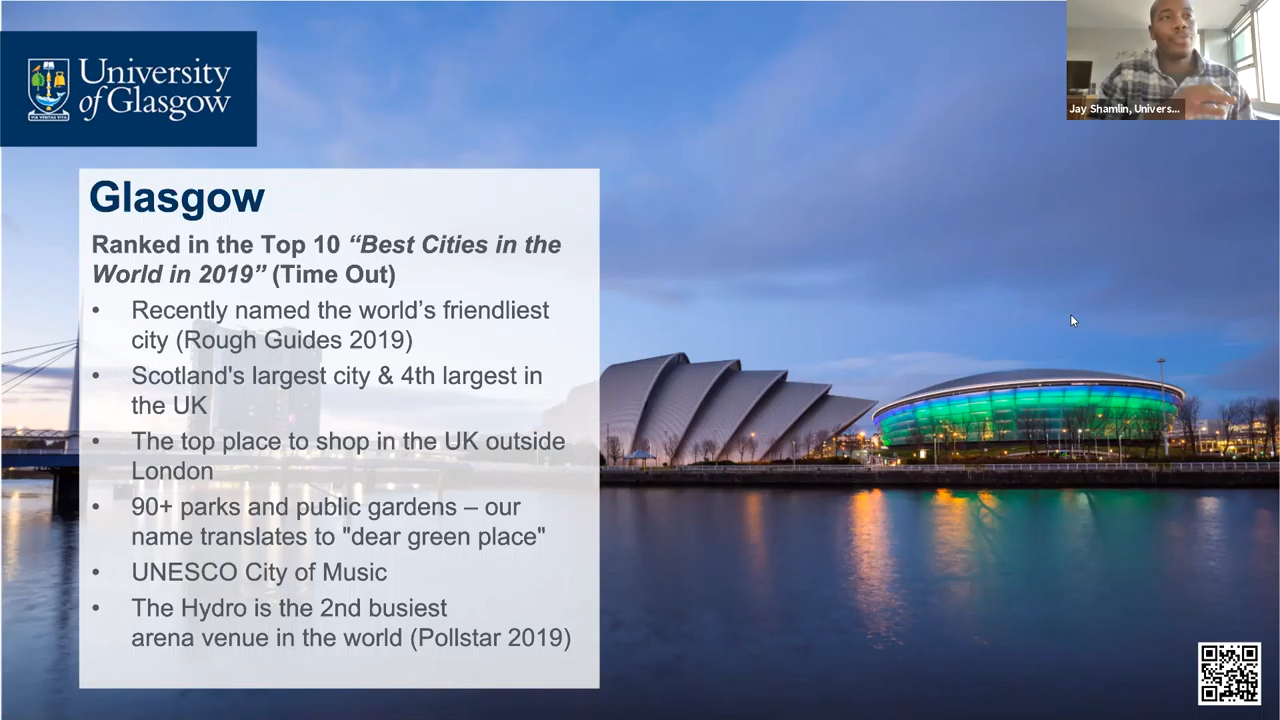 University
of Glasgow
VIA VERITAS VITA
Jay Shamlin, Univers...
Glasgow
Ranked in the Top 10 “Best Cities in the
World in 2019” (Time Out)
• Recently named the world’s friendliest
city (Rough Guides 2019)
• Scotland's largest city & 4th largest in
the UK
• The top place to shop in the UK outside
London
• 90+ parks and public gardens – our
name translates to "dear green place"
• UNESCO City of Music
• The Hydro is the 2nd busiest
arena venue in the world (Pollstar 2019)